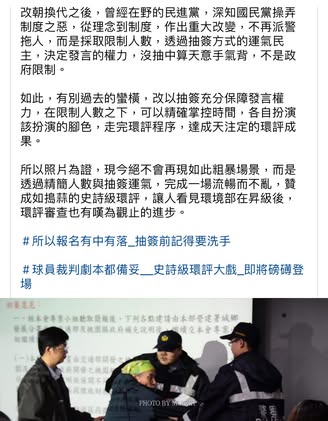 改朝換代之後，曾經在野的民進黨，深知國民黨操弄
制度之惡，從理念到制度，作出重大改變，不再派警
拖人，而是採取限制人數，透過抽簽方式的運氣民
主，決定發言的權力，沒抽中算天意手氣背，不是政
府限制。
如此，有別過去的蠻橫，改以抽簽充分保障發言權
力，在限制人數之下，可以精確掌控時間，各自扮演
該扮演的腳色，走完環評程序，達成天注定的環評成
果。
所以照片為證，現今絕不會再現如此粗暴場景，而是
透過精簡人數與抽簽運氣，完成一場流暢而不亂，贊
成如搗蒜的史詩級環評，讓人看見環境部在昇級後，
環評審查也有嘆為觀止的進步。
＃所以報名有中有落_抽簽前記得要洗手
＃球員裁判劇本都備妥__史詩級環評大戲_即將磅礡登
場！
PHOTO BY